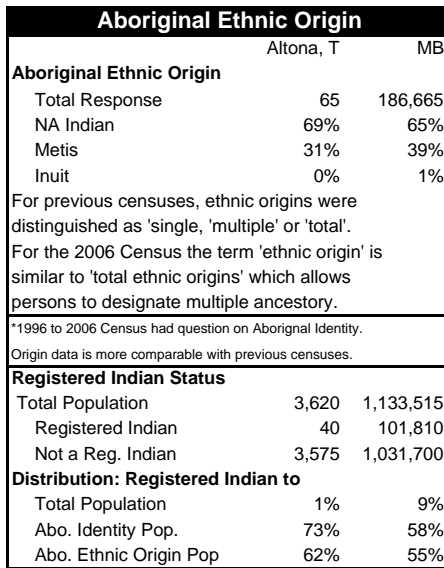 Aboriginal Ethnic Origin
Altona, T MB
Aboriginal Ethnic Origin
Total Response 65 186,665
NA Indian 69% 65%
Metis 31% 39%
Inuit 0% 1%
For previous censuses, ethnic origins were
distinguished as 'single, 'multiple' or 'total'.
For the 2006 Census the term 'ethnic origin' is
similar to 'total ethnic origins' which allows
persons to designate multiple ancestory.
*1996 to 2006 Census had question on Aborignal Identity.
Origin data is more comparable with previous censuses.
Registered Indian Status
Total Population 3,620 1,133,515
Registered Indian 40 101,810
Not a Reg. Indian 3,575 1,031,700
Distribution: Registered Indian to
Total Population 1% 9%
Abo. Identity Pop. 73% 58%
Abo. Ethnic Origin Pop 62% 55%